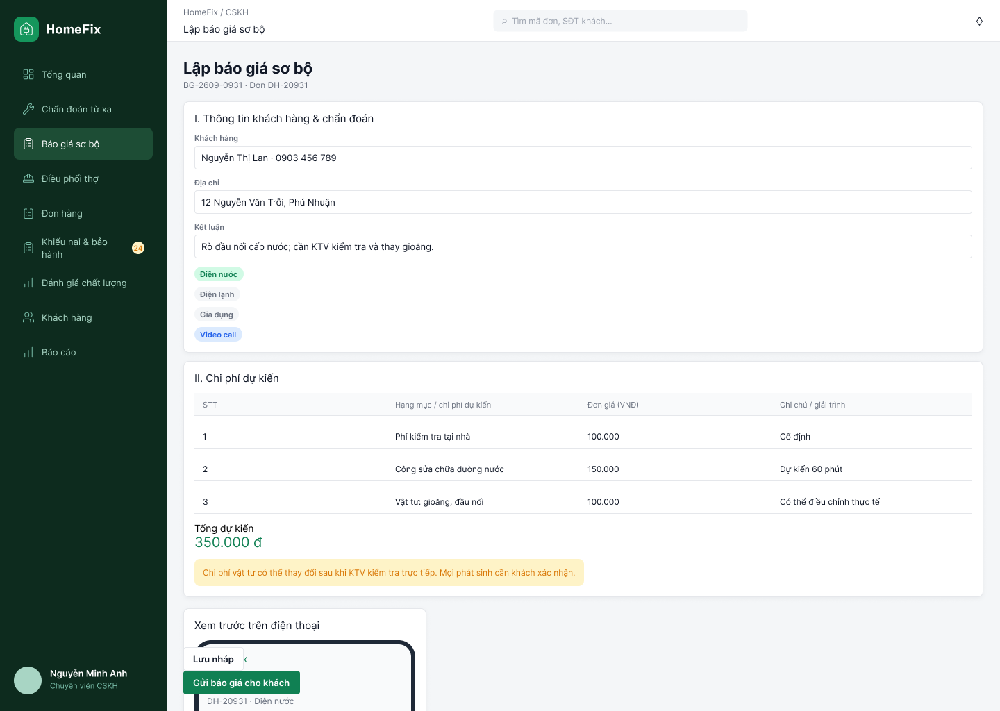 HomeFix
Tổng quan
Chẩn đoán từ xa
Báo giá sơ bộ
Điều phối thợ
Đơn hàng
Khiếu nại & bảo
hành
24
Đánh giá chất lượng
Khách hàng
Báo cáo
Nguyễn Minh Anh
Chuyên viên CSKH
HomeFix / CSKH
Lập báo giá sơ bộ
Tìm mã đơn, SĐT khách...
Lập báo giá sơ bộ
BG-2609-0931 · Đơn DH-20931
I. Thông tin khách hàng & chẩn đoán
Khách hàng
Nguyễn Thị Lan · 0903 456 789
Địa chỉ
12 Nguyễn Văn Trỗi, Phú Nhuận
Kết luận
Rò đầu nối cấp nước; cần KTV kiểm tra và thay gioăng.
Điện nước
Điện lạnh
Gia dụng
Video call
II. Chi phí dự kiến
STT Hạng mục / chi phí dự kiến Đơn giá (VNĐ) Ghi chú / giải trình
1 Phí kiểm tra tại nhà 100.000 Cố định
2 Công sửa chữa đường nước 150.000 Dự kiến 60 phút
3 Vật tư: gioăng, đầu nối 100.000 Có thể điều chỉnh thực tế
Tổng dự kiến
350.000 đ
Chi phí vật tư có thể thay đổi sau khi KTV kiểm tra trực tiếp. Mọi phát sinh cần khách xác nhận.
Xem trước trên điện thoại
Lưu nháp
Gửi báo giá cho khách
DH-20931 · Điện nước